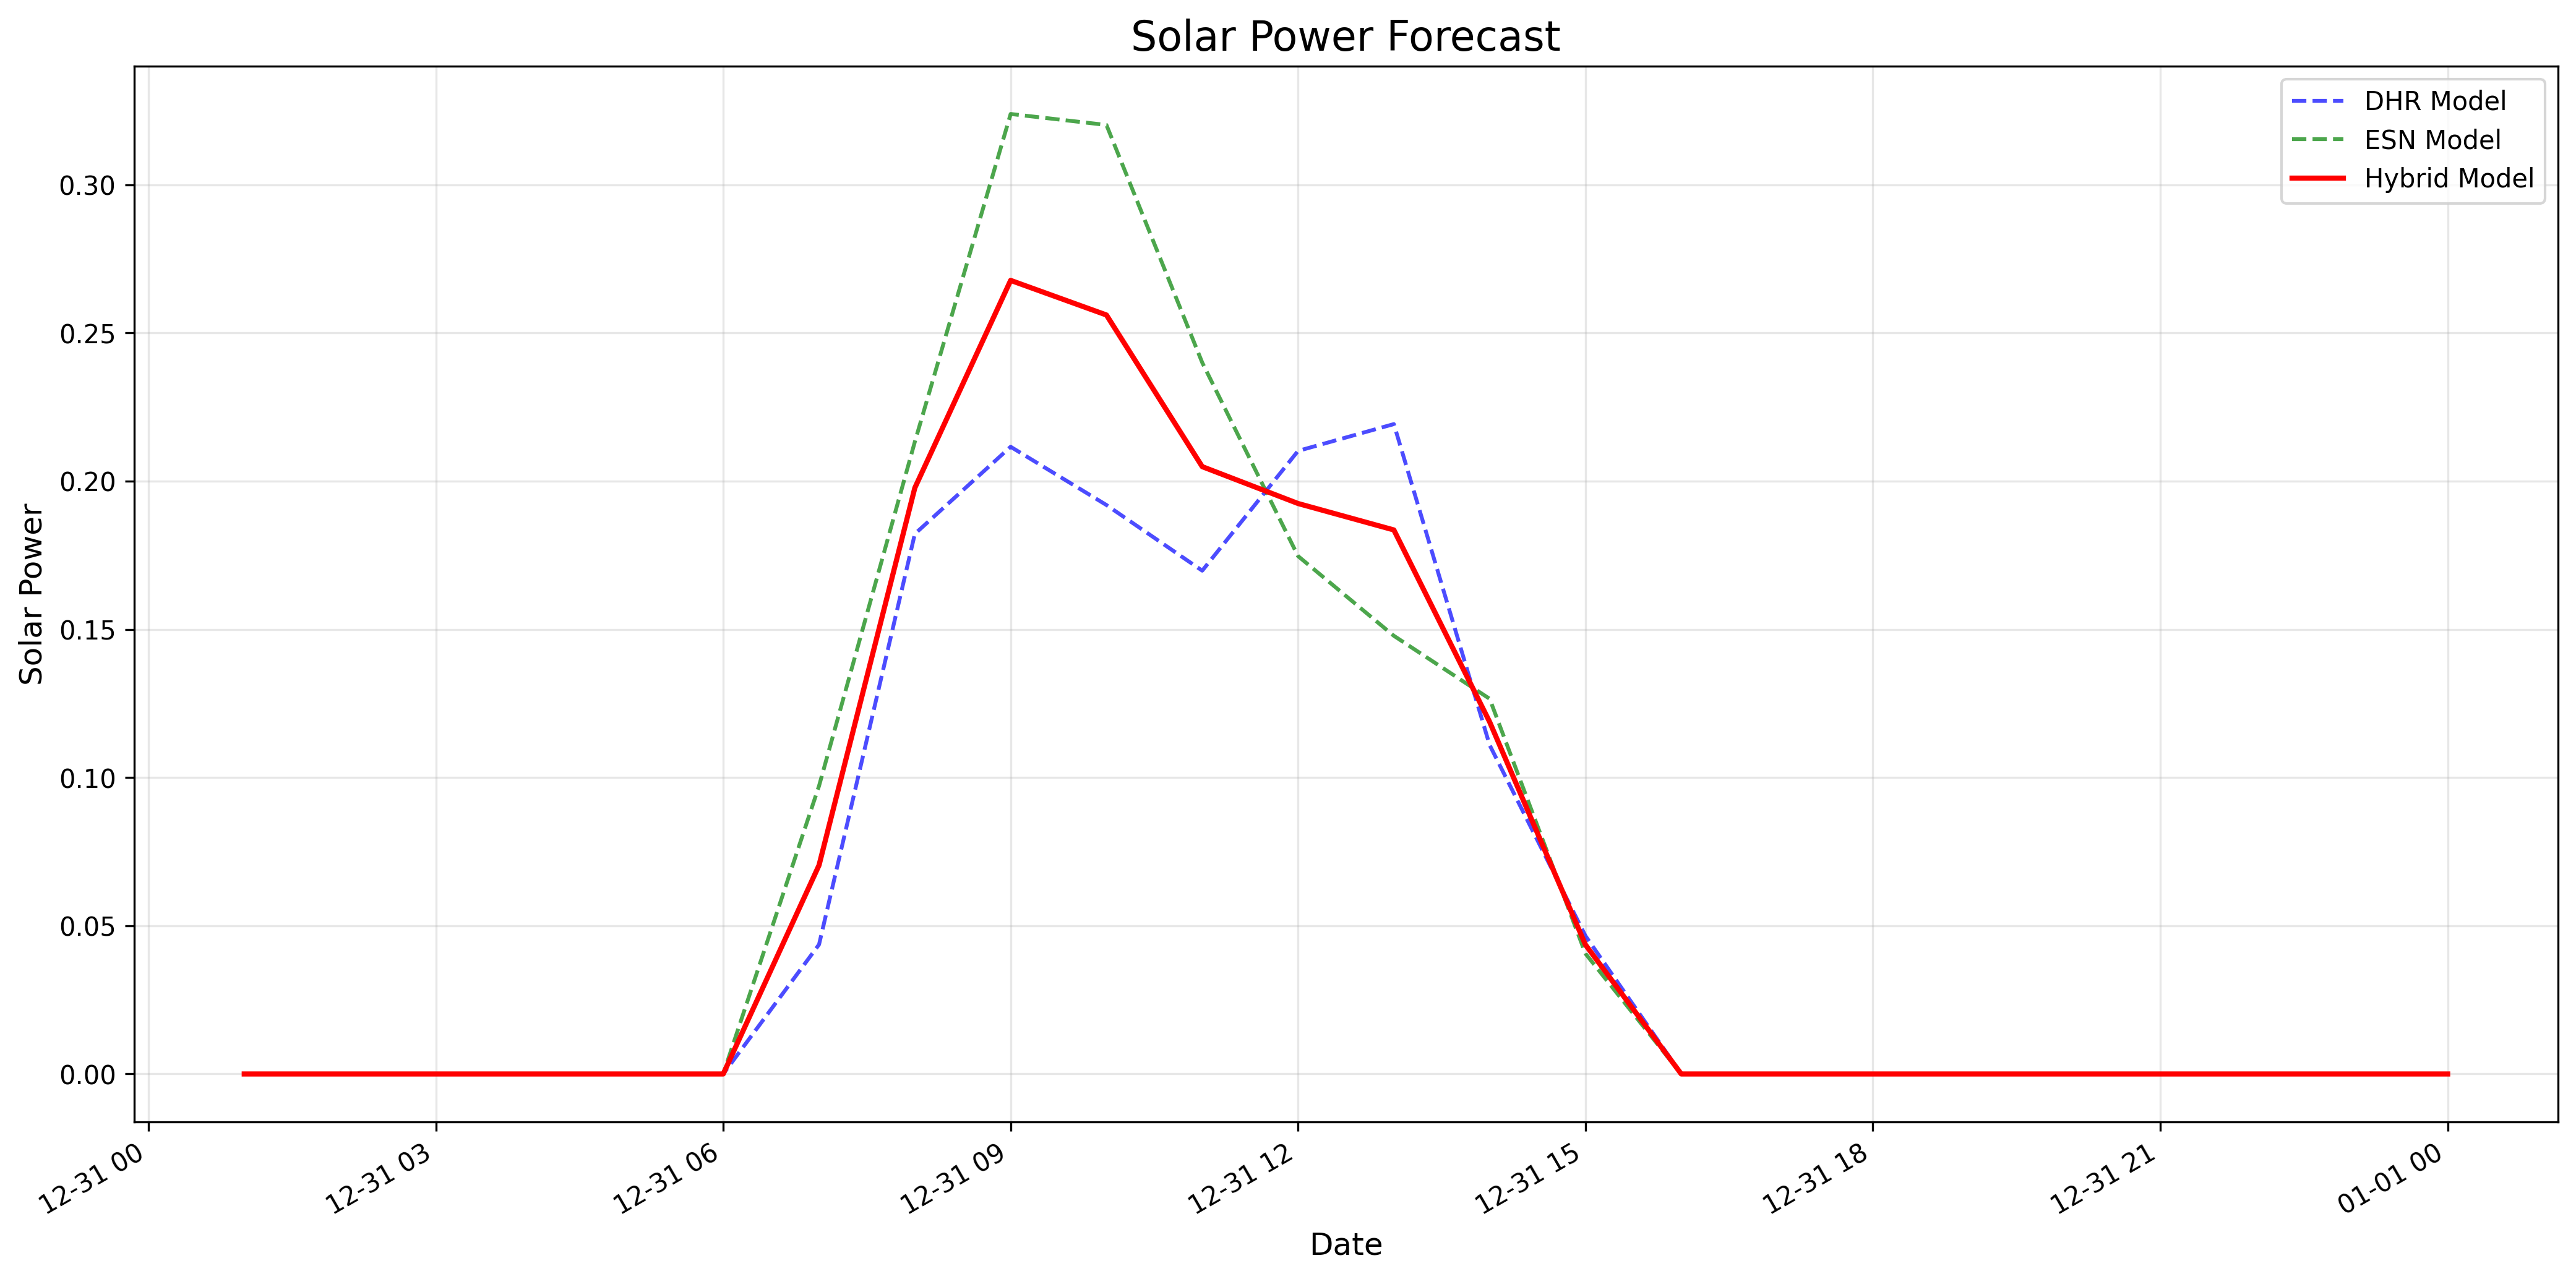 Solar Power Forecast
DHR Model
ESN Model
Hybrid Model
Solar Power
0.30
0.25
0.20
0.15
0.10
0.05
0.00
12-31 00
12-31 03
12-31 06
12-31 09
12-31 12
12-31 15
12-31 18
12-31 21
01-01 00
Date